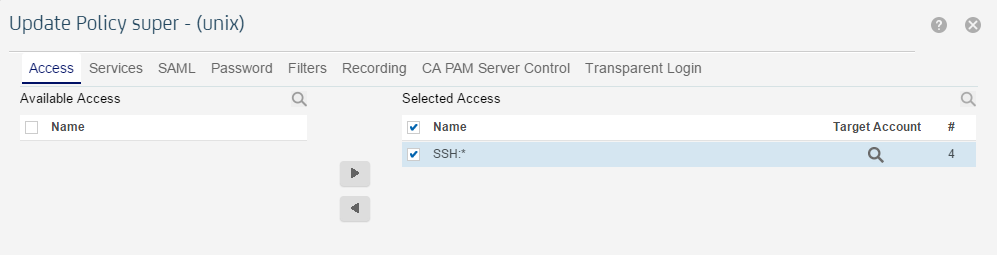 Update Policy super - (unix)
Access Services SAML Password Filters Recording CA PAM Server Control Transparent Login
Available Access
Name
Selected Access
Name Target Account #
SSH:* 4